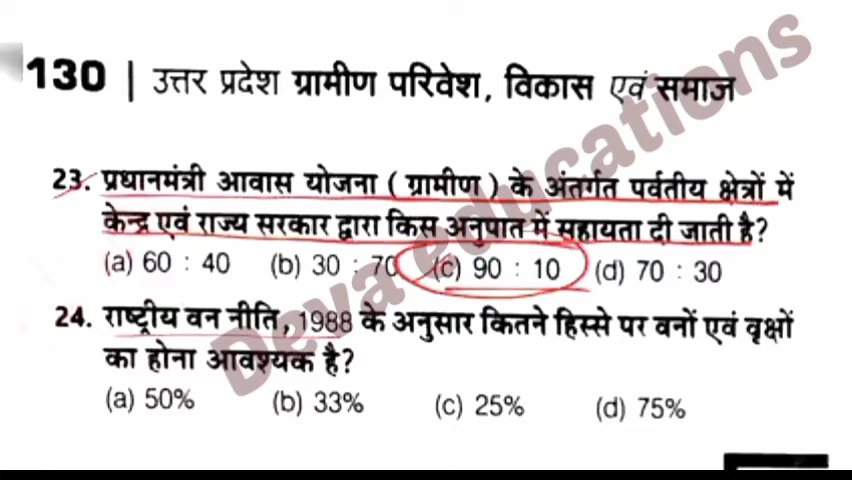 130 | उत्तर प्रदेश ग्रामीण परिवेश, विकास एवं समाज
23. प्रधानमंत्री आवास योजना ( ग्रामीण ) के अंतर्गत पर्वतीय क्षेत्रों में
केन्द्र एवं राज्य सरकार द्वारा किस अनुपात में सहायता दी जाती है?
(a) 60 : 40 (b) 30 : 70 (c) 90 : 10 (d) 70 : 30
24. राष्ट्रीय वन नीति, 1988 के अनुसार कितने हिस्से पर वनों एवं वृक्षों
का होना आवश्यक है?
(a) 50% (b) 33% (c) 25% (d) 75%
Deva educations